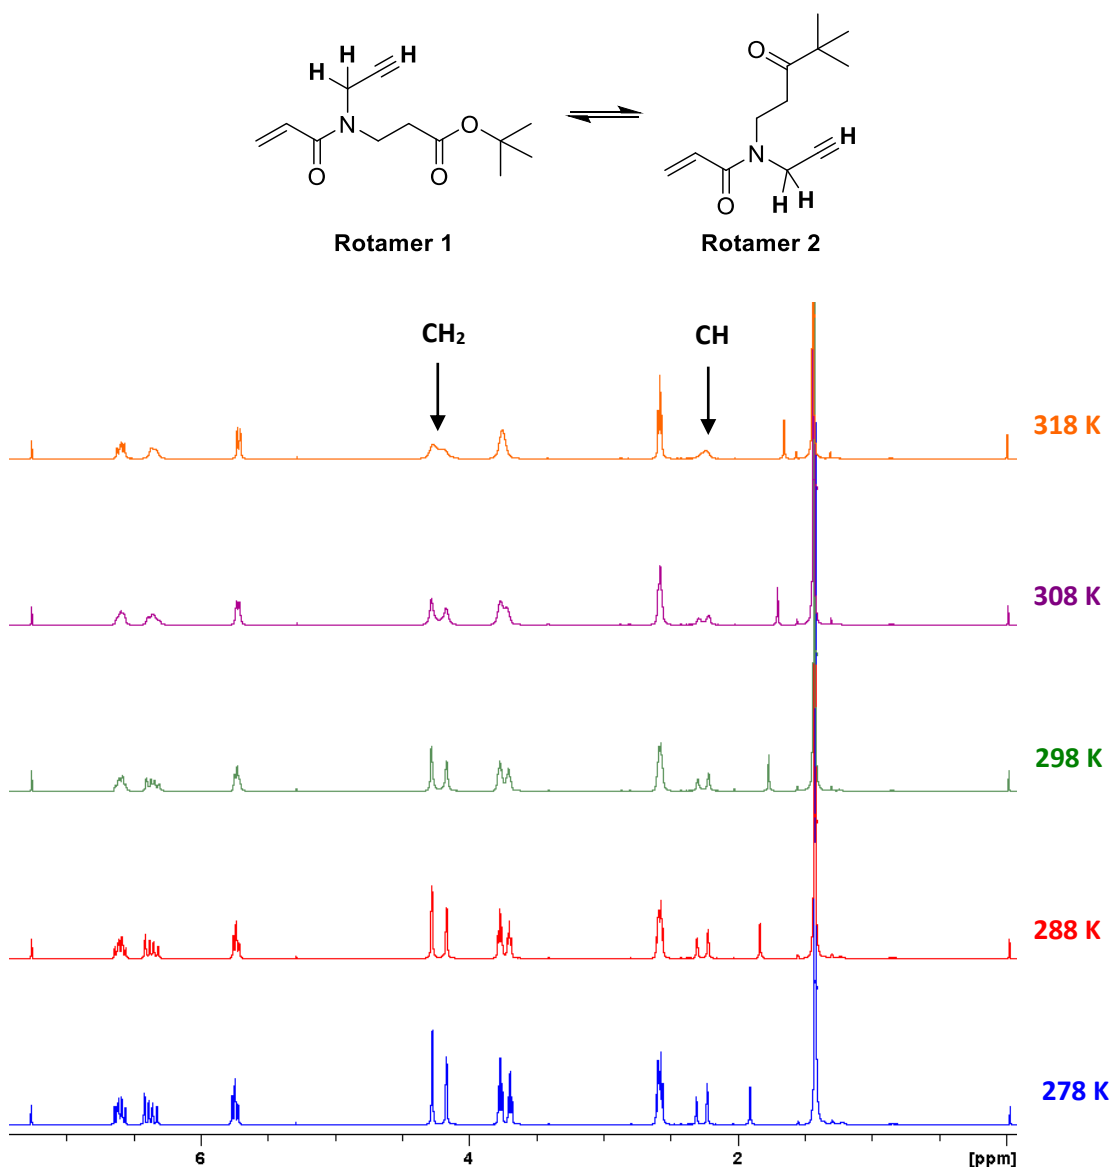 H H H
N O
O O
Rotamer 1
O
N H
O H H
Rotamer 2
CH₂ CH
318 K
308 K
298 K
288 K
278 K
6 4 2 [ppm]